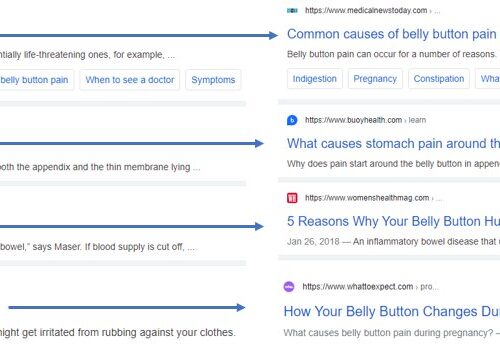 https://www.medicalnewstoday.com › ...
Common causes of belly button pain
ntially life-threatening ones, for example, ...
Belly button pain can occur for a number of reasons.
belly button pain
When to see a doctor
Symptoms
Indigestion
Pregnancy
Constipation
Wha
https://www.buoyhealth.com › learn
What causes stomach pain around th
both the appendix and the thin membrane lying ...
Why does pain start around the belly button in appen
https://www.womenshealthmag.com › ...
5 Reasons Why Your Belly Button Hu
bowel," says Maser. If blood supply is cut off, ...
Jan 26, 2018 — An inflammatory bowel disease that
https://www.whattoexpect.com › pro...
How Your Belly Button Changes Du
night get irritated from rubbing against your clothes.
What causes belly button pain during pregnancy? –